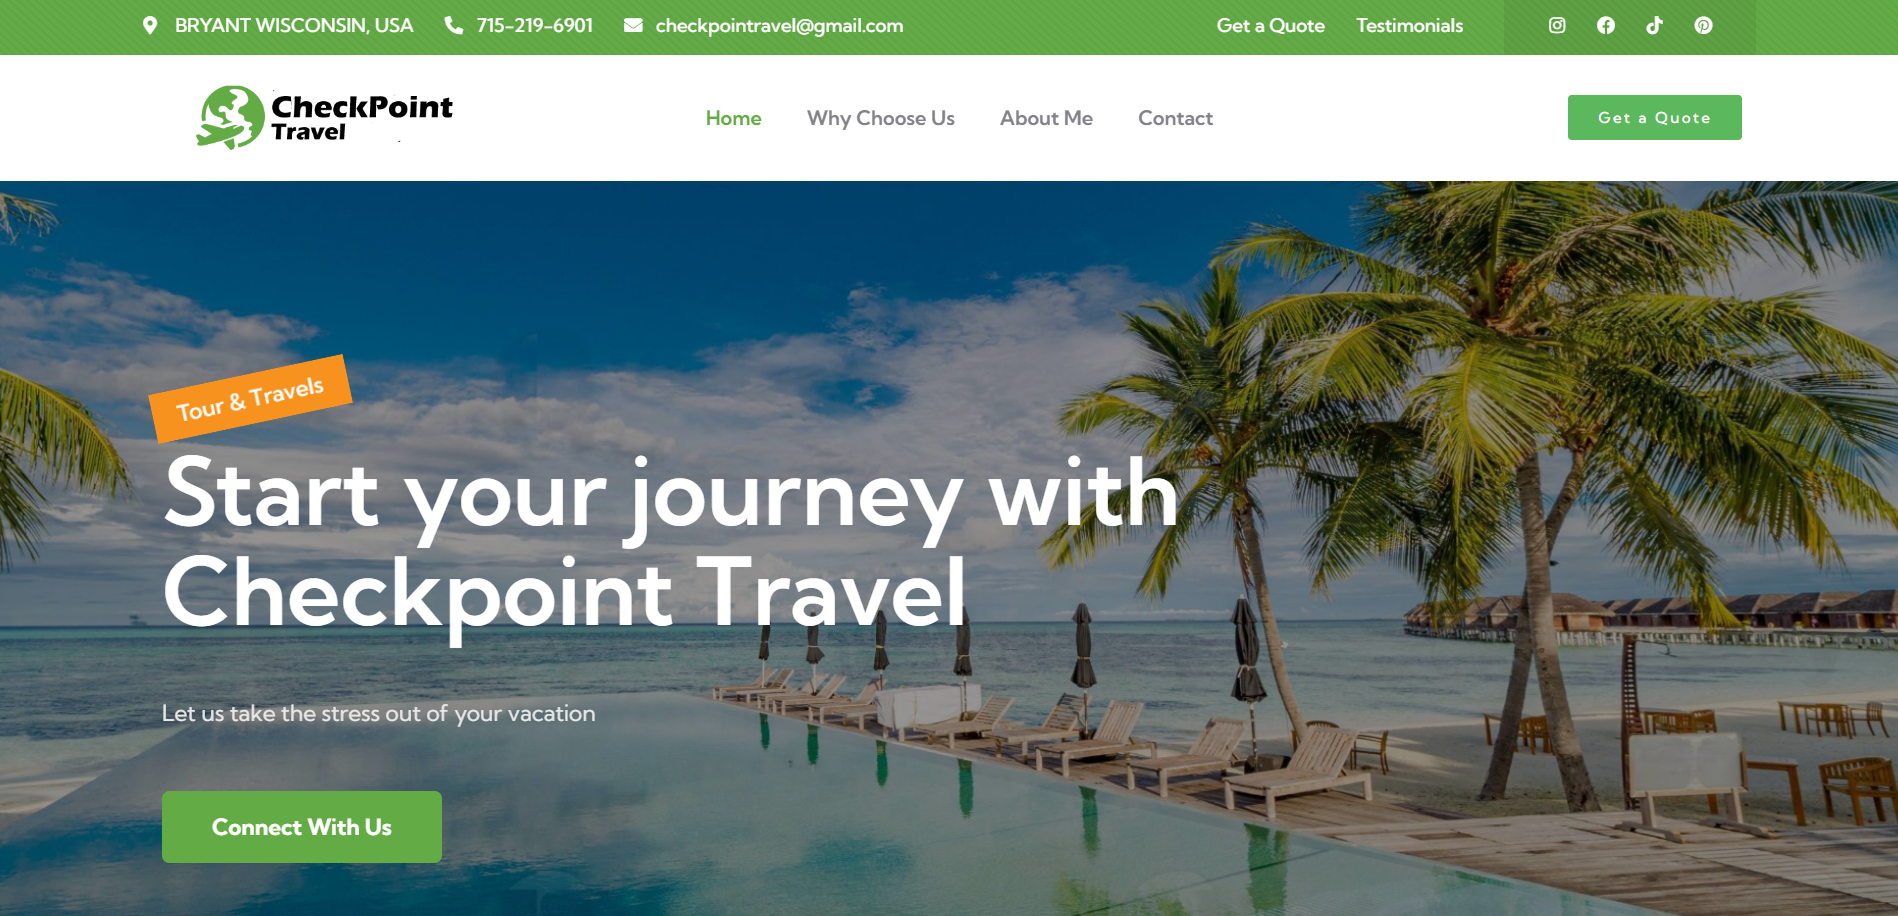 BRYANT WISCONSIN, USA 715-219-6901 checkpointravel@gmail.com Get a Quote Testimonials
CheckPoint
Travel
Home Why Choose Us About Me Contact
Get a Quote
Tour & Travels
Start your journey with
Checkpoint Travel
Let us take the stress out of your vacation
Connect With Us